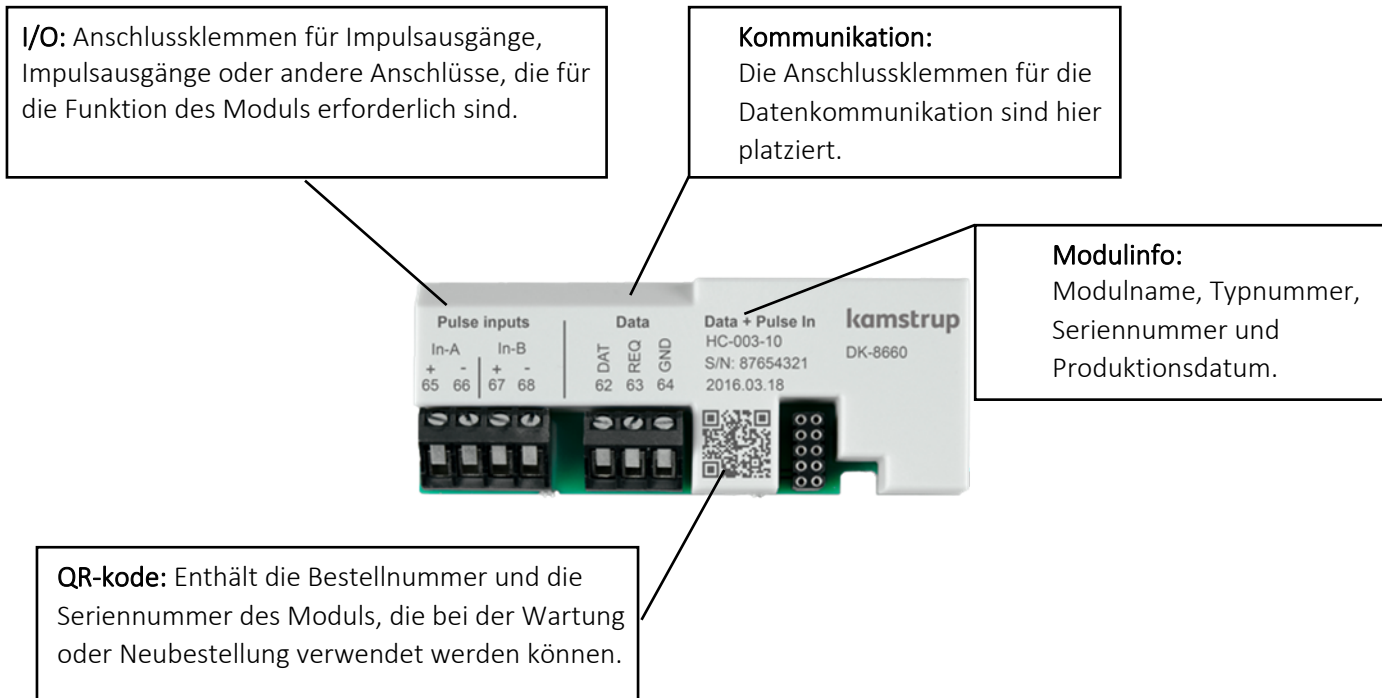 I/O: Anschlussklemmen für Impulsausgänge,
Impulsausgänge oder andere Anschlüsse, die für
die Funktion des Moduls erforderlich sind.
Kommunikation:
Die Anschlussklemmen für die
Datenkommunikation sind hier
platziert.
Modulinfo:
Modulname, Typnummer,
Seriennummer und
Produktionsdatum.
Pulse inputs
In-A In-B
+ - + -
65 66 67 68
Data
DAT REQ GND
62 63 64
Data + Pulse In
HC-003-10
S/N: 87654321
2016.03.18
kamstrup
DK-8660
QR-kode: Enthält die Bestellnummer und die
Seriennummer des Moduls, die bei der Wartung
oder Neubestellung verwendet werden können.